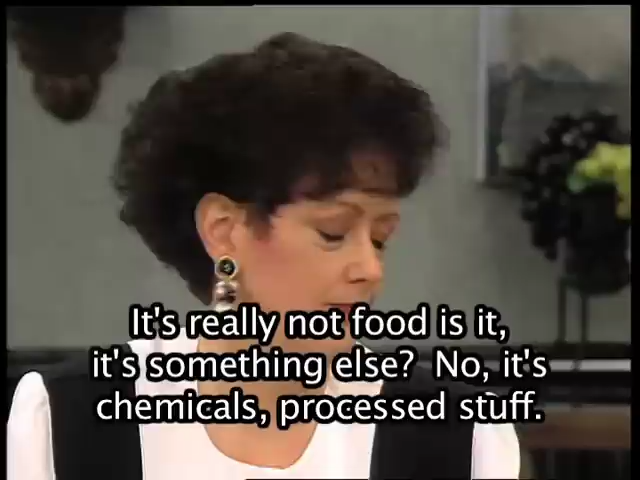 It's really not food is it,
it's something else?  No, it's
chemicals, processed stuff.